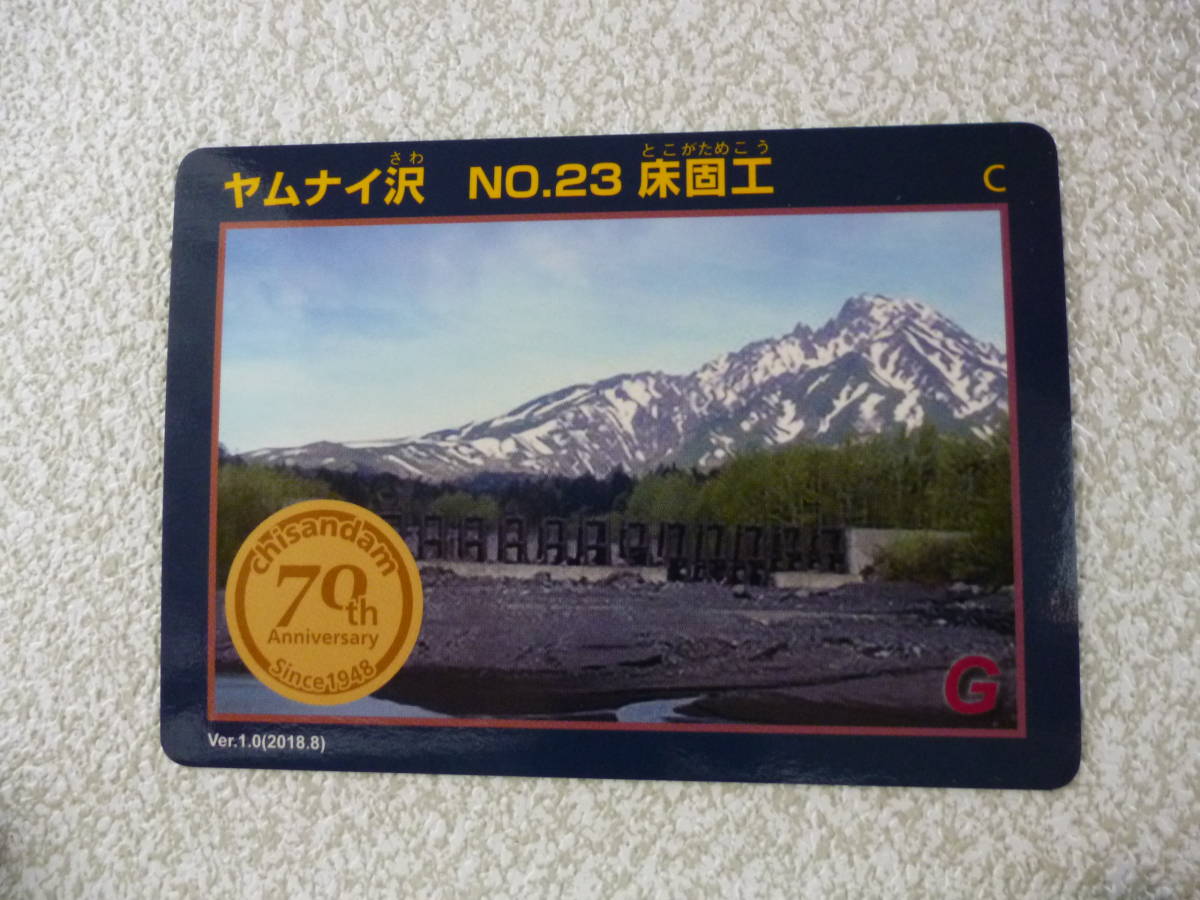 さわ とこがためこう
ヤムナイ沢 NO.23 床固工 C
chisandam
70th
Anniversary
Since1948
G
Ver.1.0(2018.8)